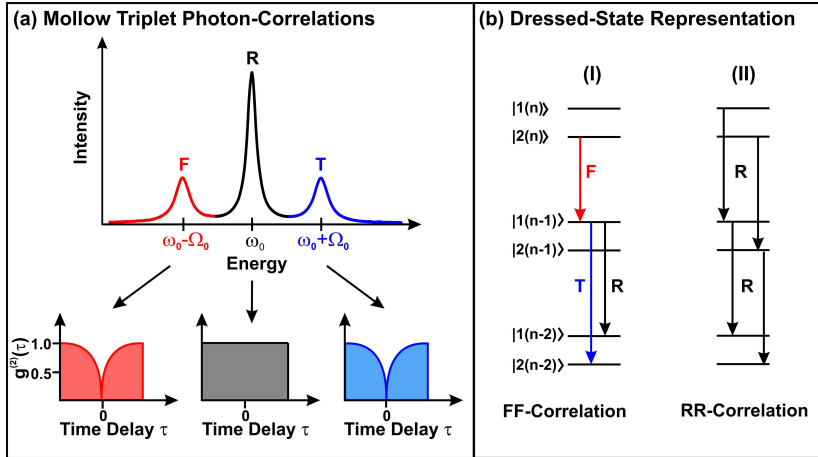 (a) Mollow Triplet Photon-Correlations
Intensity
F
R
T
ω₀-Ω₀
ω₀
ω₀+Ω₀
Energy
g⁽²⁾(τ)
1.0
0.5
0
0
0
Time Delay τ
Time Delay τ
Time Delay τ
(b) Dressed-State Representation
(I)
(II)
|1(n)⟩
|2(n)⟩
F
R
|1(n-1)⟩
|2(n-1)⟩
T
R
R
|1(n-2)⟩
|2(n-2)⟩
FF-Correlation
RR-Correlation